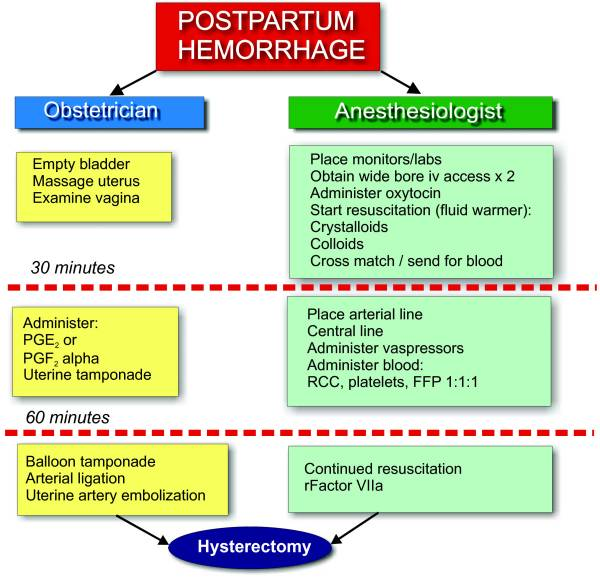 POSTPARTUM
HEMORRHAGE
Obstetrician
Anesthesiologist
Empty bladder
Massage uterus
Examine vagina
Place monitors/labs
Obtain wide bore iv access x 2
Administer oxytocin
Start resuscitation (fluid warmer):
Crystalloids
Colloids
Cross match / send for blood
30 minutes
Administer:
PGE₂ or
PGF₂ alpha
Uterine tamponade
Place arterial line
Central line
Administer vaspressors
Administer blood:
RCC, platelets, FFP 1:1:1
60 minutes
Balloon tamponade
Arterial ligation
Uterine artery embolization
Continued resuscitation
rFactor VIIa
Hysterectomy